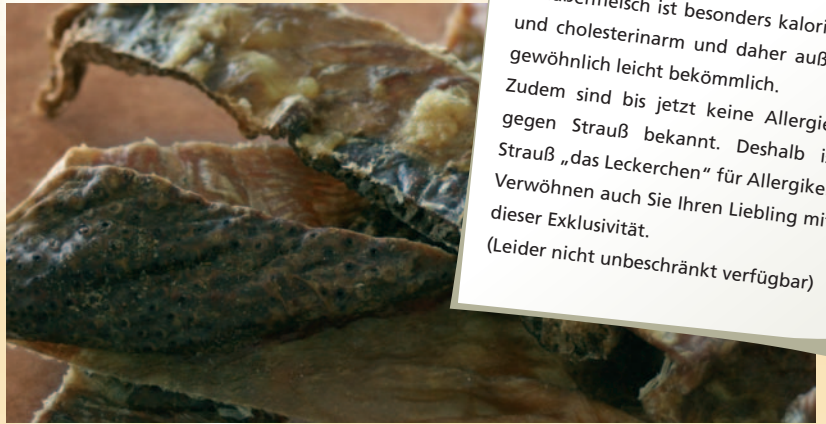 ist besonders
und cholesterinarm und daher
gewöhnlich leicht bekömmlich.
Zudem sind bis jetzt keine
gegen Strauß bekannt. Deshalb
Strauß „das Leckerchen“ für
Verwöhnen auch Sie Ihren Liebling
dieser Exklusivität.
(Leider nicht unbeschränkt verfügbar)